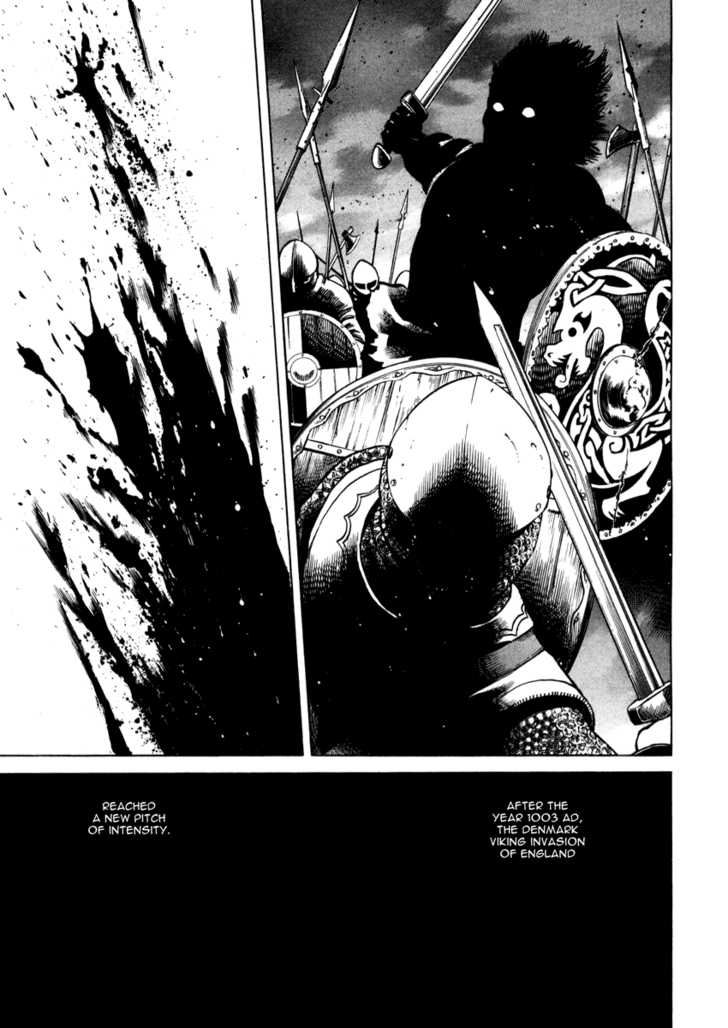 AFTER THE
YEAR 1003 AD,
THE DENMARK
VIKING INVASION
OF ENGLAND
REACHED
A NEW PITCH
OF INTENSITY.